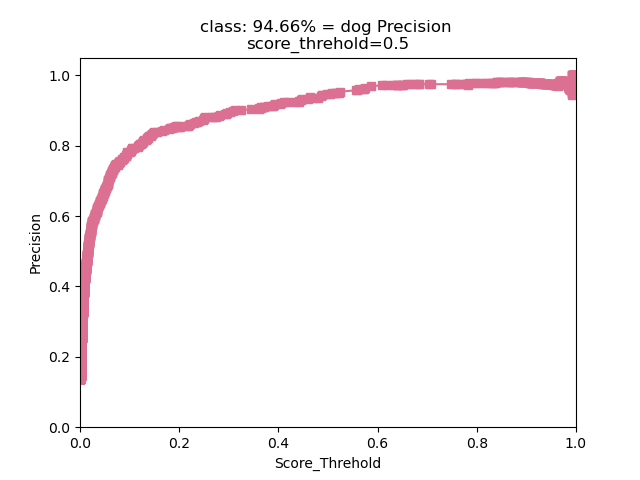 class: 94.66% = dog Precision
score_threhold=0.5
1.0
0.8
0.6
0.4
0.2
0.0
Precision
0.0 0.2 0.4 0.6 0.8 1.0
Score_Threhold